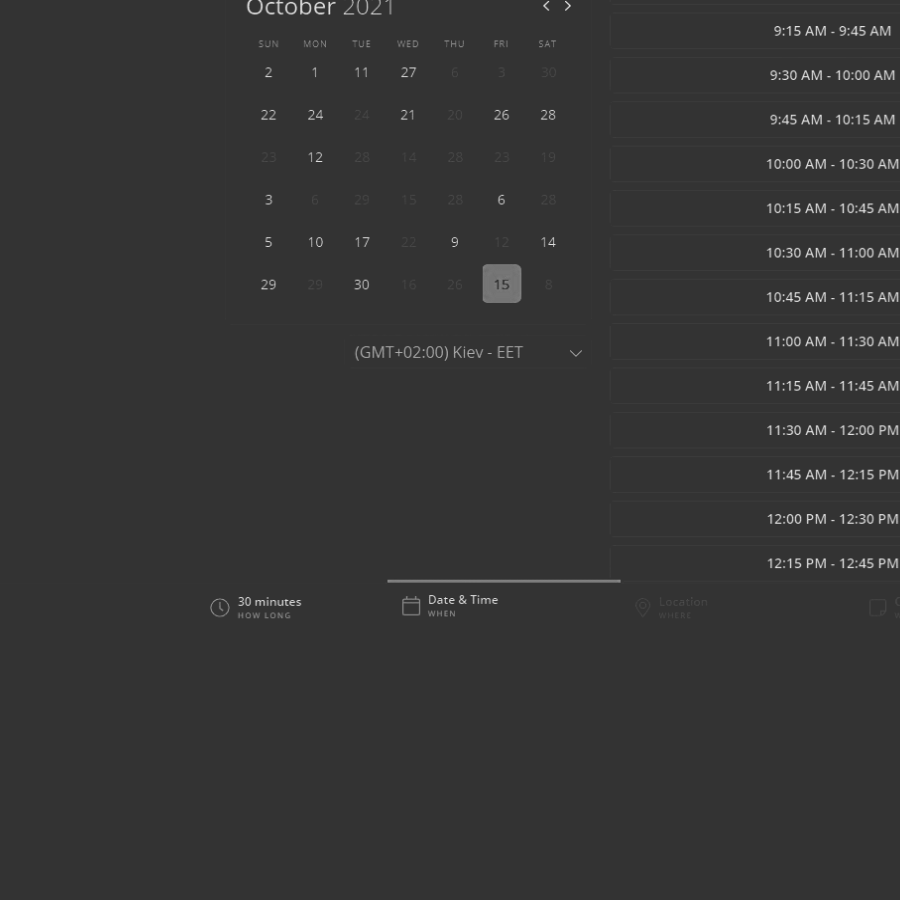 October 2021
SUN MON TUE WED THU FRI SAT
2 1 11 27 6 3 30
22 24 24 21 20 26 28
23 12 28 14 28 23 19
3 6 29 15 28 6 28
5 10 17 22 9 12 14
29 29 30 16 26 15 8
(GMT+02:00) Kiev - EET
9:15 AM - 9:45 AM
9:30 AM - 10:00 AM
9:45 AM - 10:15 AM
10:00 AM - 10:30 AM
10:15 AM - 10:45 AM
10:30 AM - 11:00 AM
10:45 AM - 11:15 AM
11:00 AM - 11:30 AM
11:15 AM - 11:45 AM
11:30 AM - 12:00 PM
11:45 AM - 12:15 PM
12:00 PM - 12:30 PM
12:15 PM - 12:45 PM
30 minutes
HOW LONG
Date & Time
WHEN
Location
WHERE